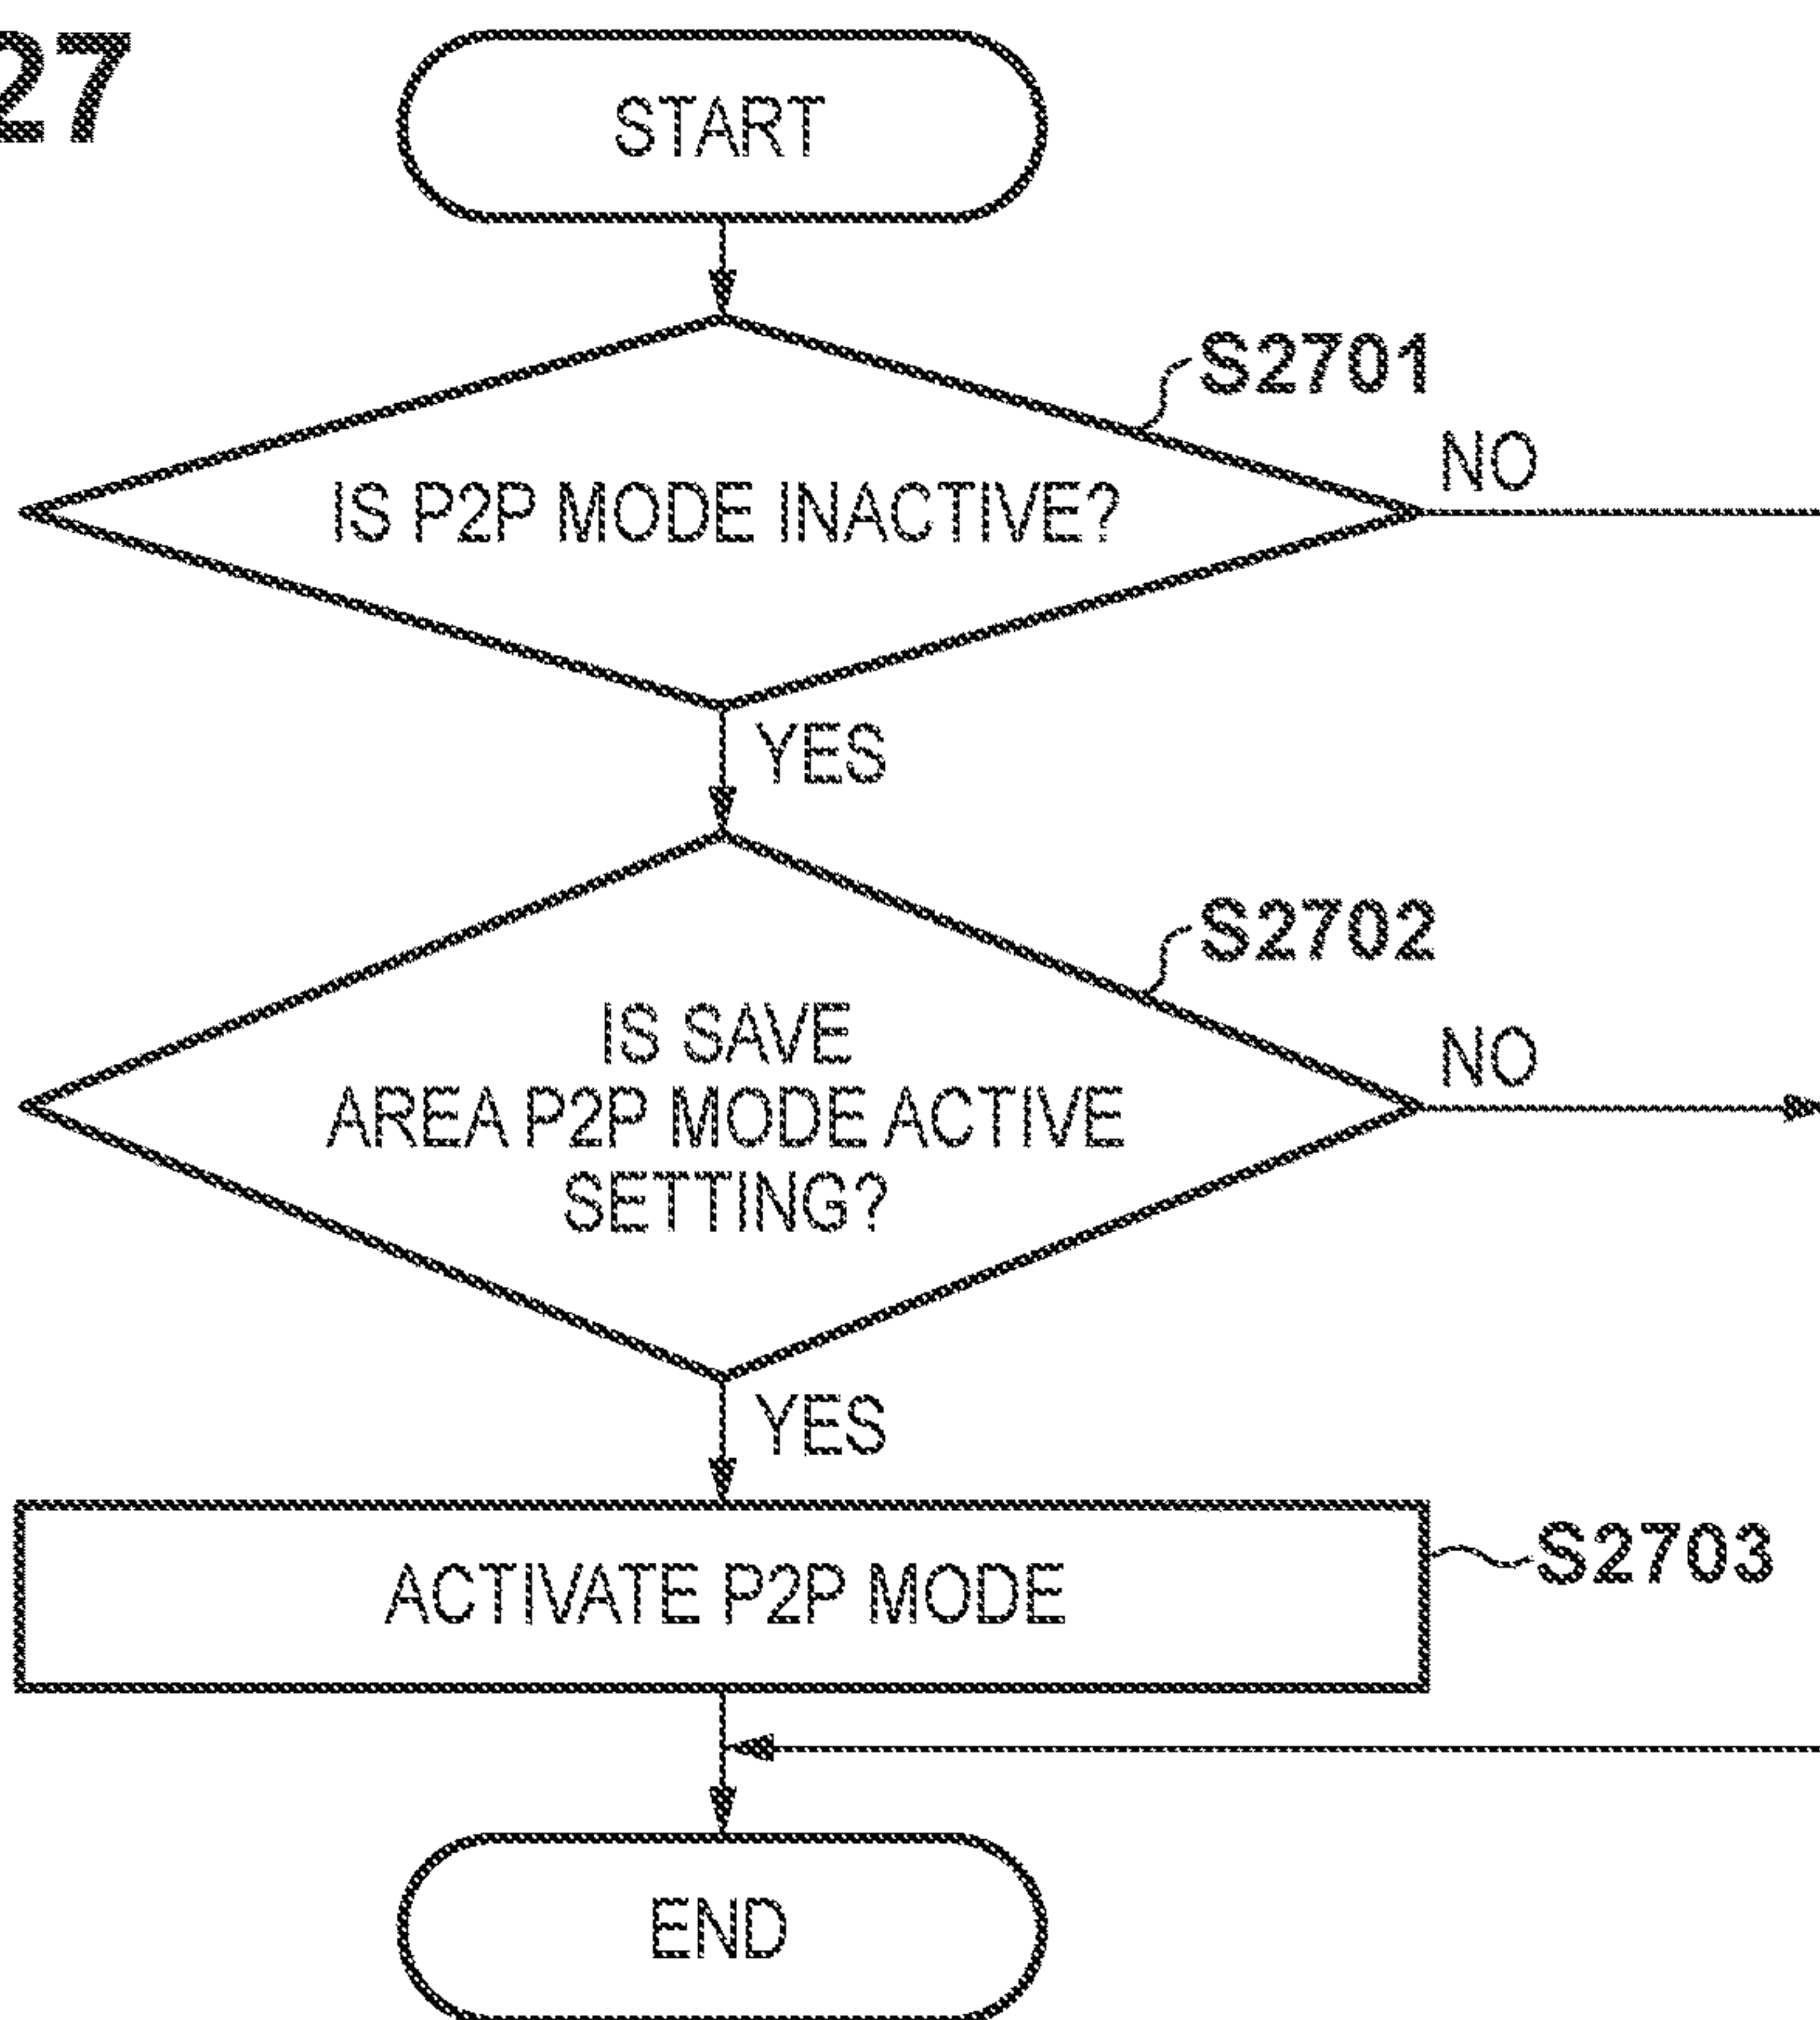 27
START
S2701
IS P2P MODE INACTIVE?
NO
YES
S2702
IS SAVE
AREA P2P MODE ACTIVE
SETTING?
NO
YES
ACTIVATE P2P MODE
S2703
END